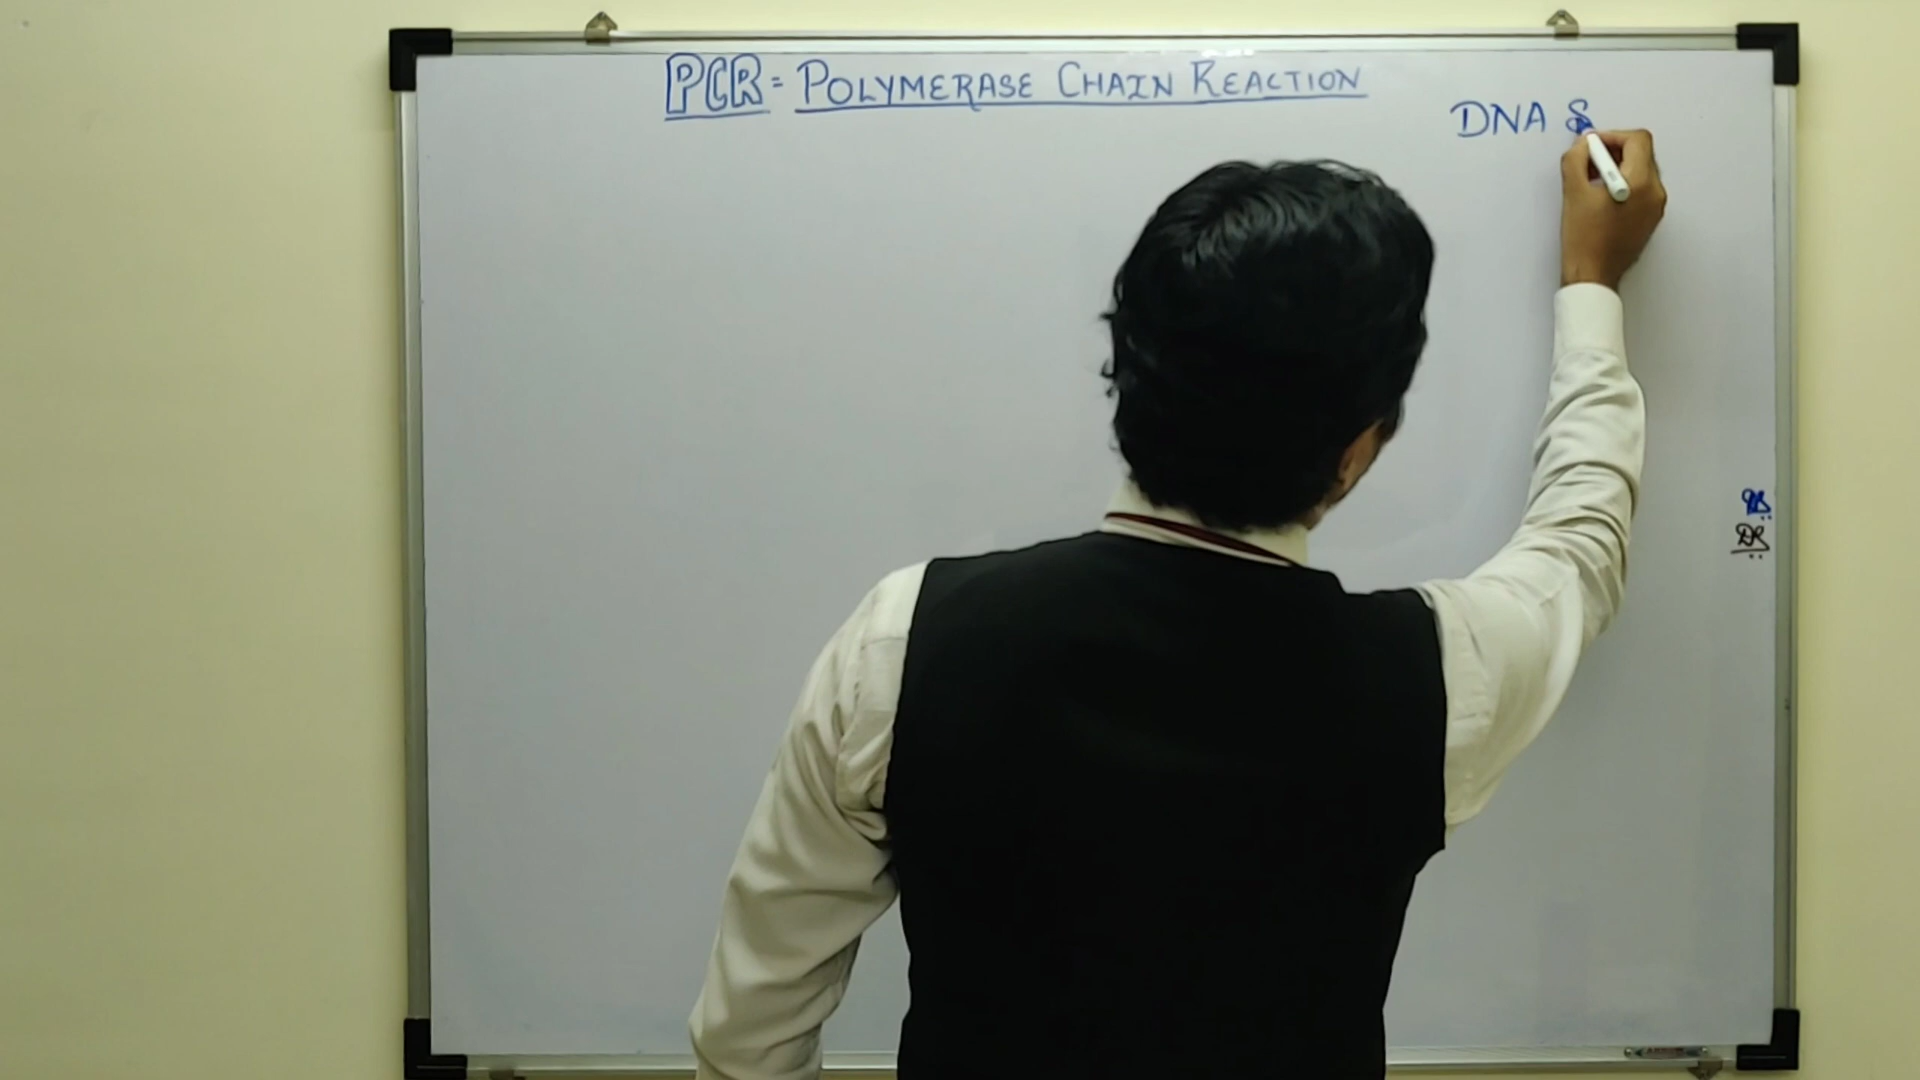 PCR = POLYMERASE CHAIN REACTION
DNA S